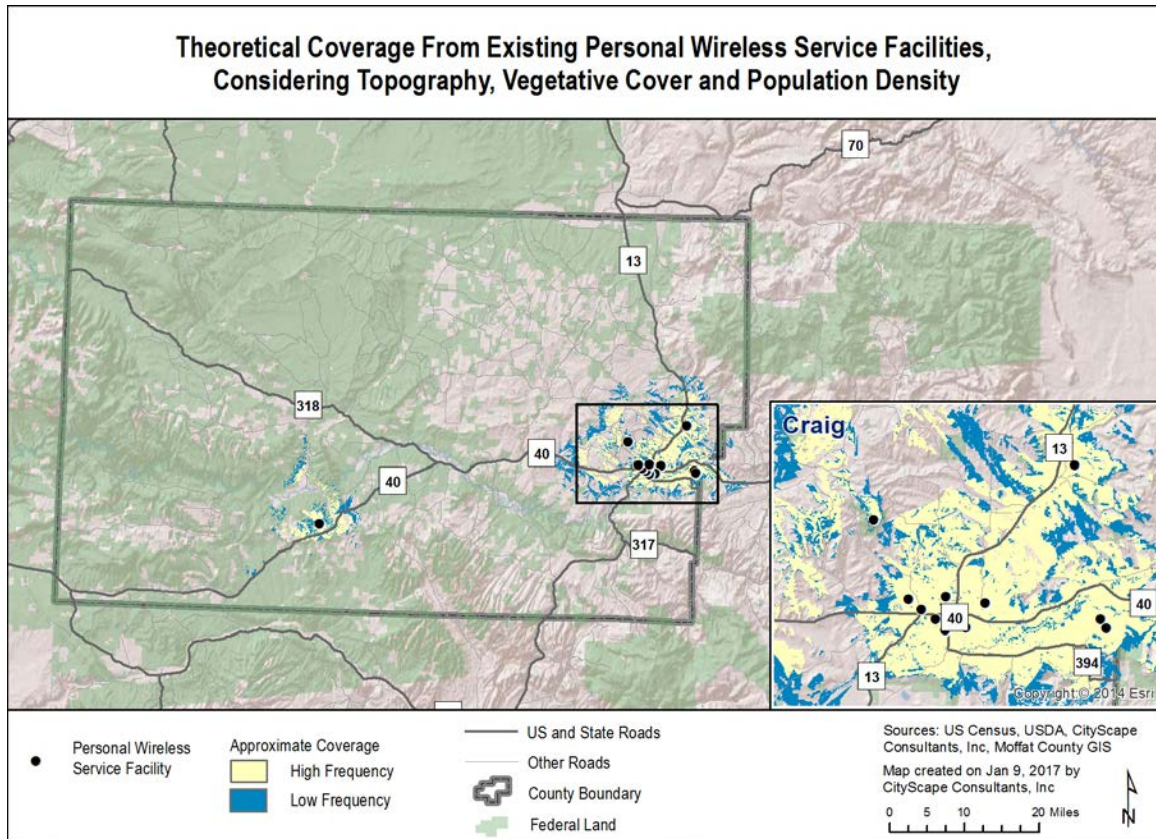 Theoretical Coverage From Existing Personal Wireless Service Facilities,
Considering Topography, Vegetative Cover and Population Density
70
13
318
40
40
317
Craig
13
40
40
394
13
Copyright:© 2014 Esri
Personal Wireless
Service Facility
Approximate Coverage
High Frequency
Low Frequency
US and State Roads
Other Roads
County Boundary
Federal Land
Sources: US Census, USDA, CityScape
Consultants, Inc, Moffat County GIS
Map created on Jan 9, 2017 by
CityScape Consultants, Inc
0 5 10 20 Miles
N